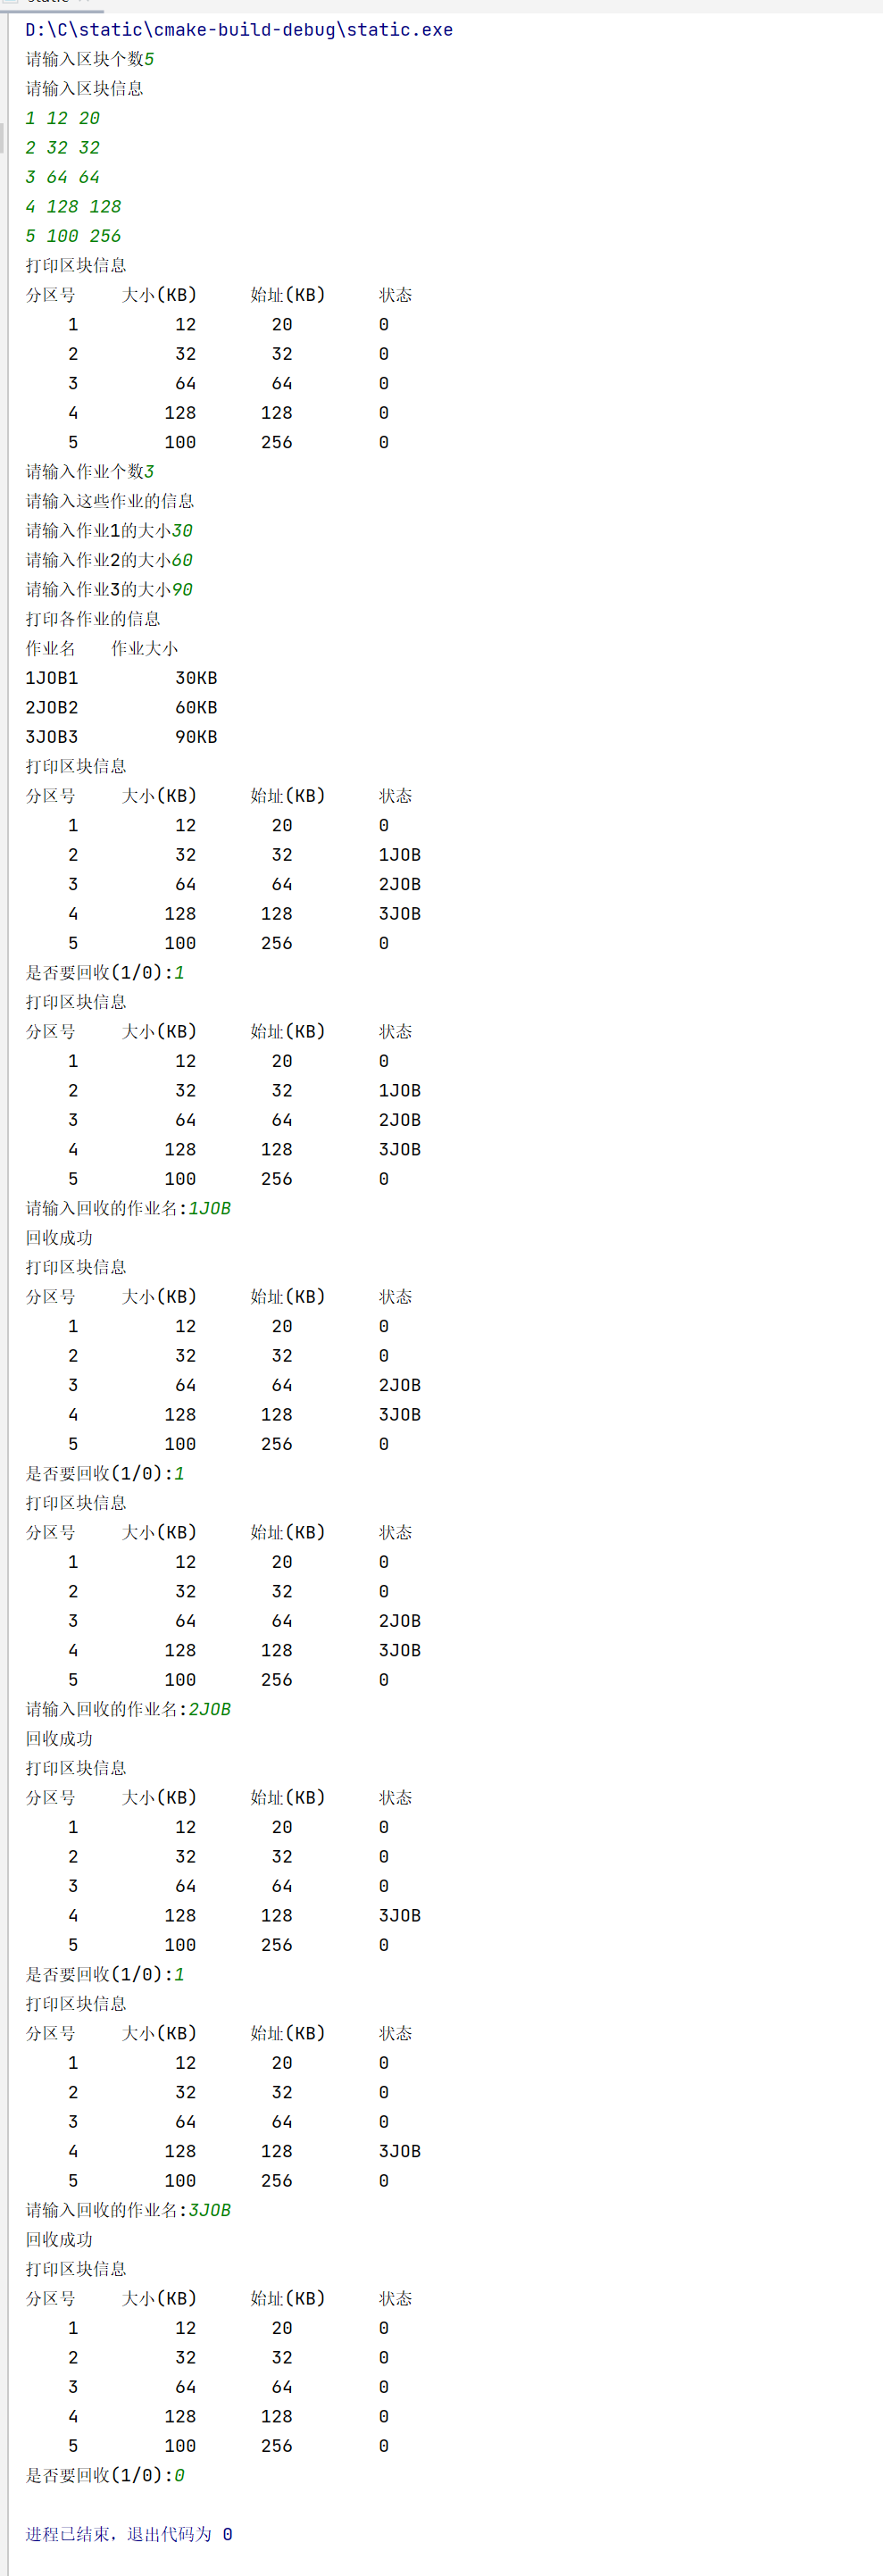 D:\C\static\cmake-build-debug\static.exe
请输入区块个数5
请输入区块信息
1 12 20
2 32 32
3 64 64
4 128 128
5 100 256
打印区块信息
分区号 大小(KB) 始址(KB) 状态
1 12 20 0
2 32 32 0
3 64 64 0
4 128 128 0
5 100 256 0
请输入作业个数3
请输入这些作业的信息
请输入作业1的大小30
请输入作业2的大小60
请输入作业3的大小90
打印各作业的信息
作业名 作业大小
1JOB1 30KB
2JOB2 60KB
3JOB3 90KB
打印区块信息
分区号 大小(KB) 始址(KB) 状态
1 12 20 0
2 32 32 1JOB
3 64 64 2JOB
4 128 128 3JOB
5 100 256 0
是否要回收(1/0):1
打印区块信息
分区号 大小(KB) 始址(KB) 状态
1 12 20 0
2 32 32 1JOB
3 64 64 2JOB
4 128 128 3JOB
5 100 256 0
请输入回收的作业名:1JOB
回收成功
打印区块信息
分区号 大小(KB) 始址(KB) 状态
1 12 20 0
2 32 32 0
3 64 64 2JOB
4 128 128 3JOB
5 100 256 0
是否要回收(1/0):1
打印区块信息
分区号 大小(KB) 始址(KB) 状态
1 12 20 0
2 32 32 0
3 64 64 2JOB
4 128 128 3JOB
5 100 256 0
请输入回收的作业名:2JOB
回收成功
打印区块信息
分区号 大小(KB) 始址(KB) 状态
1 12 20 0
2 32 32 0
3 64 64 0
4 128 128 3JOB
5 100 256 0
是否要回收(1/0):1
打印区块信息
分区号 大小(KB) 始址(KB) 状态
1 12 20 0
2 32 32 0
3 64 64 0
4 128 128 3JOB
5 100 256 0
请输入回收的作业名:3JOB
回收成功
打印区块信息
分区号 大小(KB) 始址(KB) 状态
1 12 20 0
2 32 32 0
3 64 64 0
4 128 128 0
5 100 256 0
是否要回收(1/0):0
进程已结束，退出代码为 0